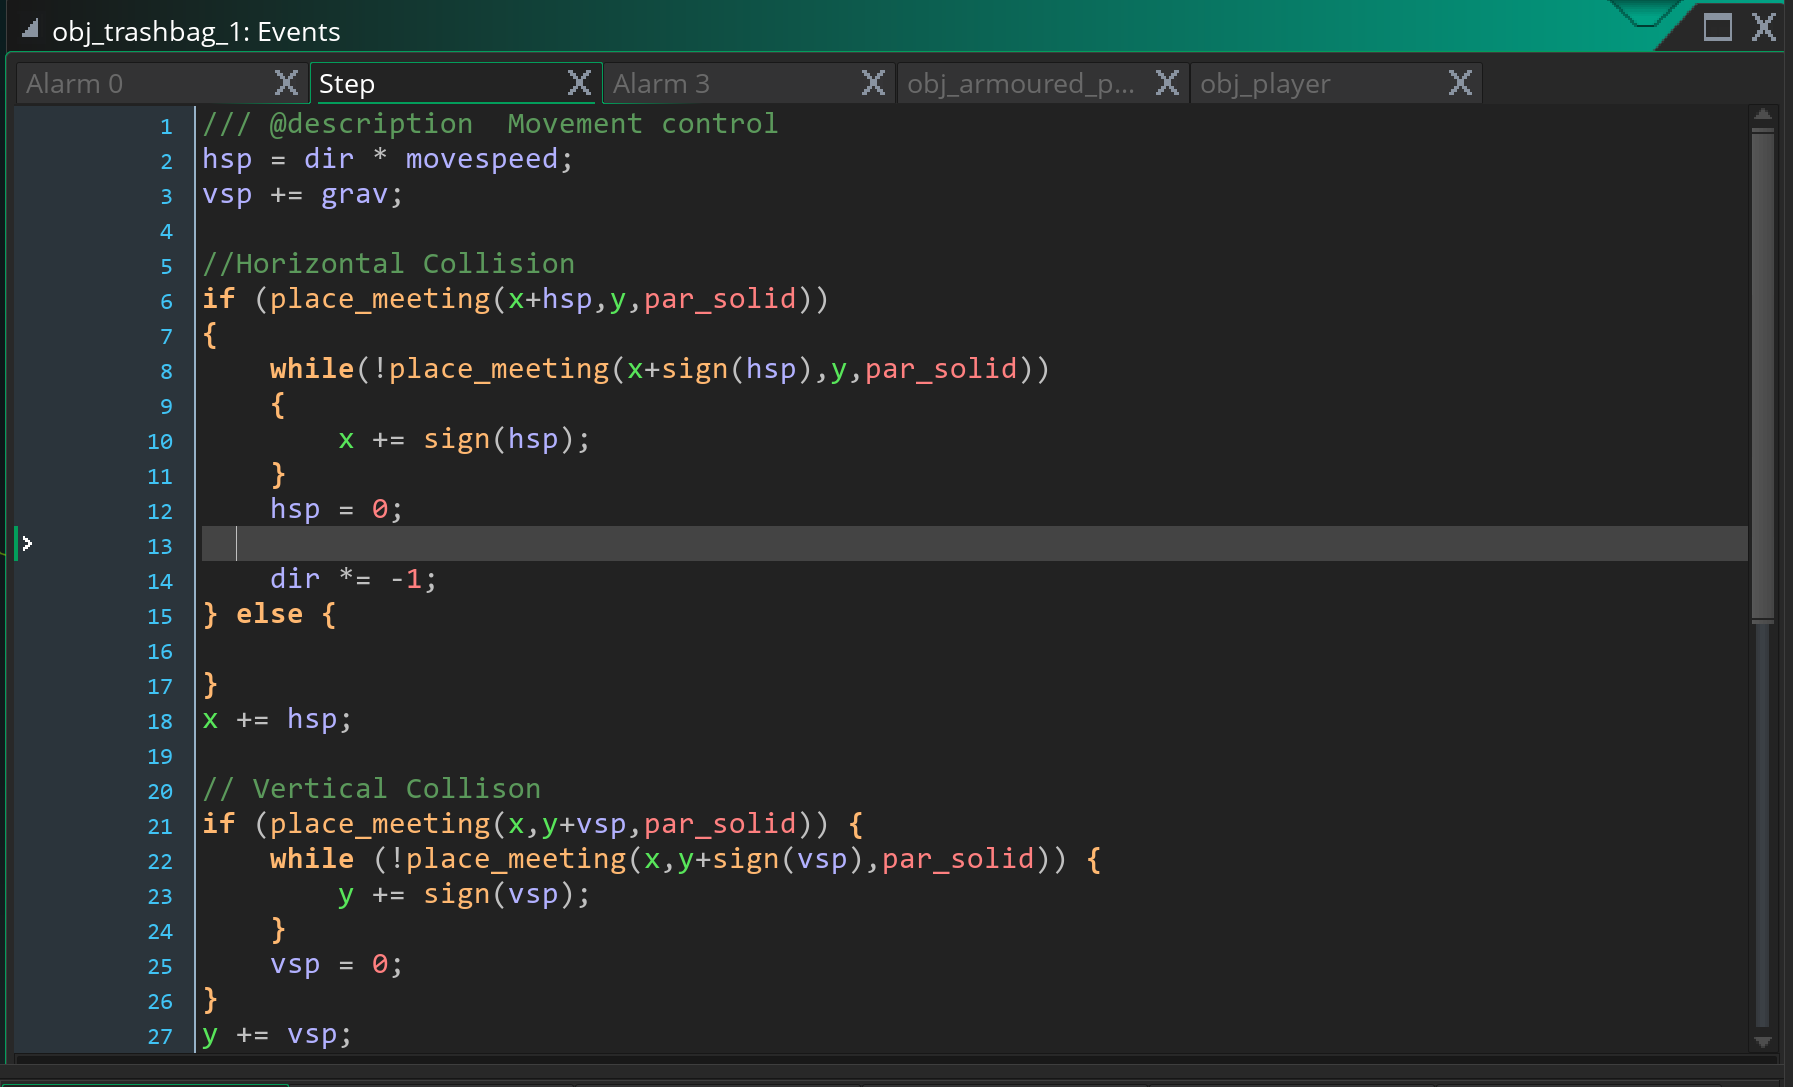 obj_trashbag_1: Events
Alarm 0 Step Alarm 3 obj_armoured_p... obj_player
1 /// @description  Movement control
2 hsp = dir * movespeed;
3 vsp += grav;
4
5 //Horizontal Collision
6 if (place_meeting(x+hsp,y,par_solid))
7 {
8     while(!place_meeting(x+sign(hsp),y,par_solid))
9     {
10         x += sign(hsp);
11     }
12     hsp = 0;
13
14     dir *= -1;
15 } else {
16
17 }
18 x += hsp;
19
20 // Vertical Collison
21 if (place_meeting(x,y+vsp,par_solid)) {
22     while (!place_meeting(x,y+sign(vsp),par_solid)) {
23         y += sign(vsp);
24     }
25     vsp = 0;
26 }
27 y += vsp;